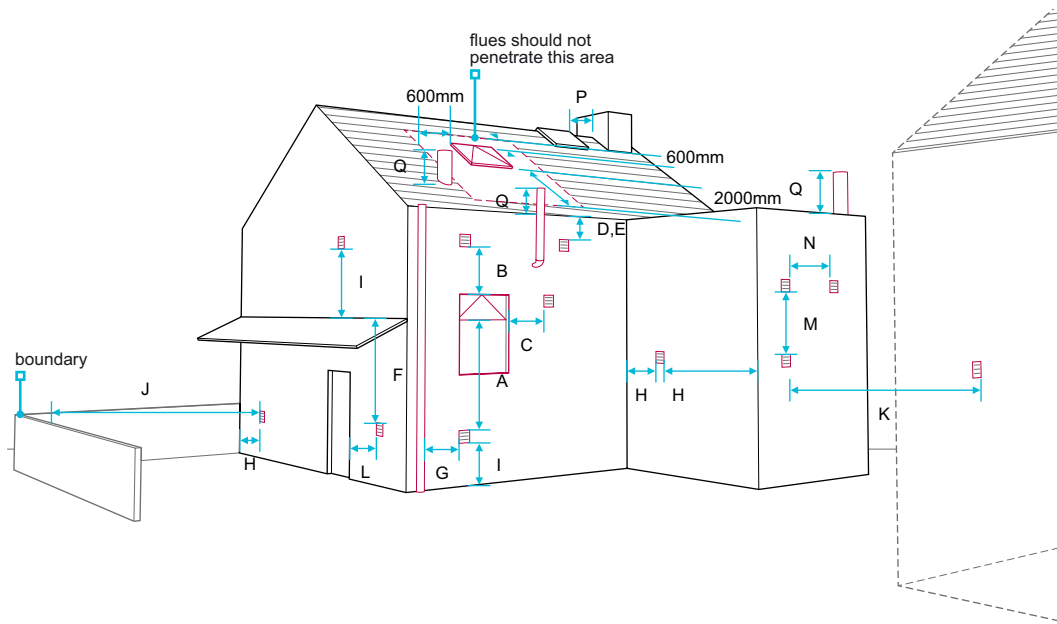 flues should not
penetrate this area
600mm
P
600mm
Q
2000mm
Q
Q
D,E
N
B
I
M
C
boundary
F
A
J
H
H
K
H
L
G
I